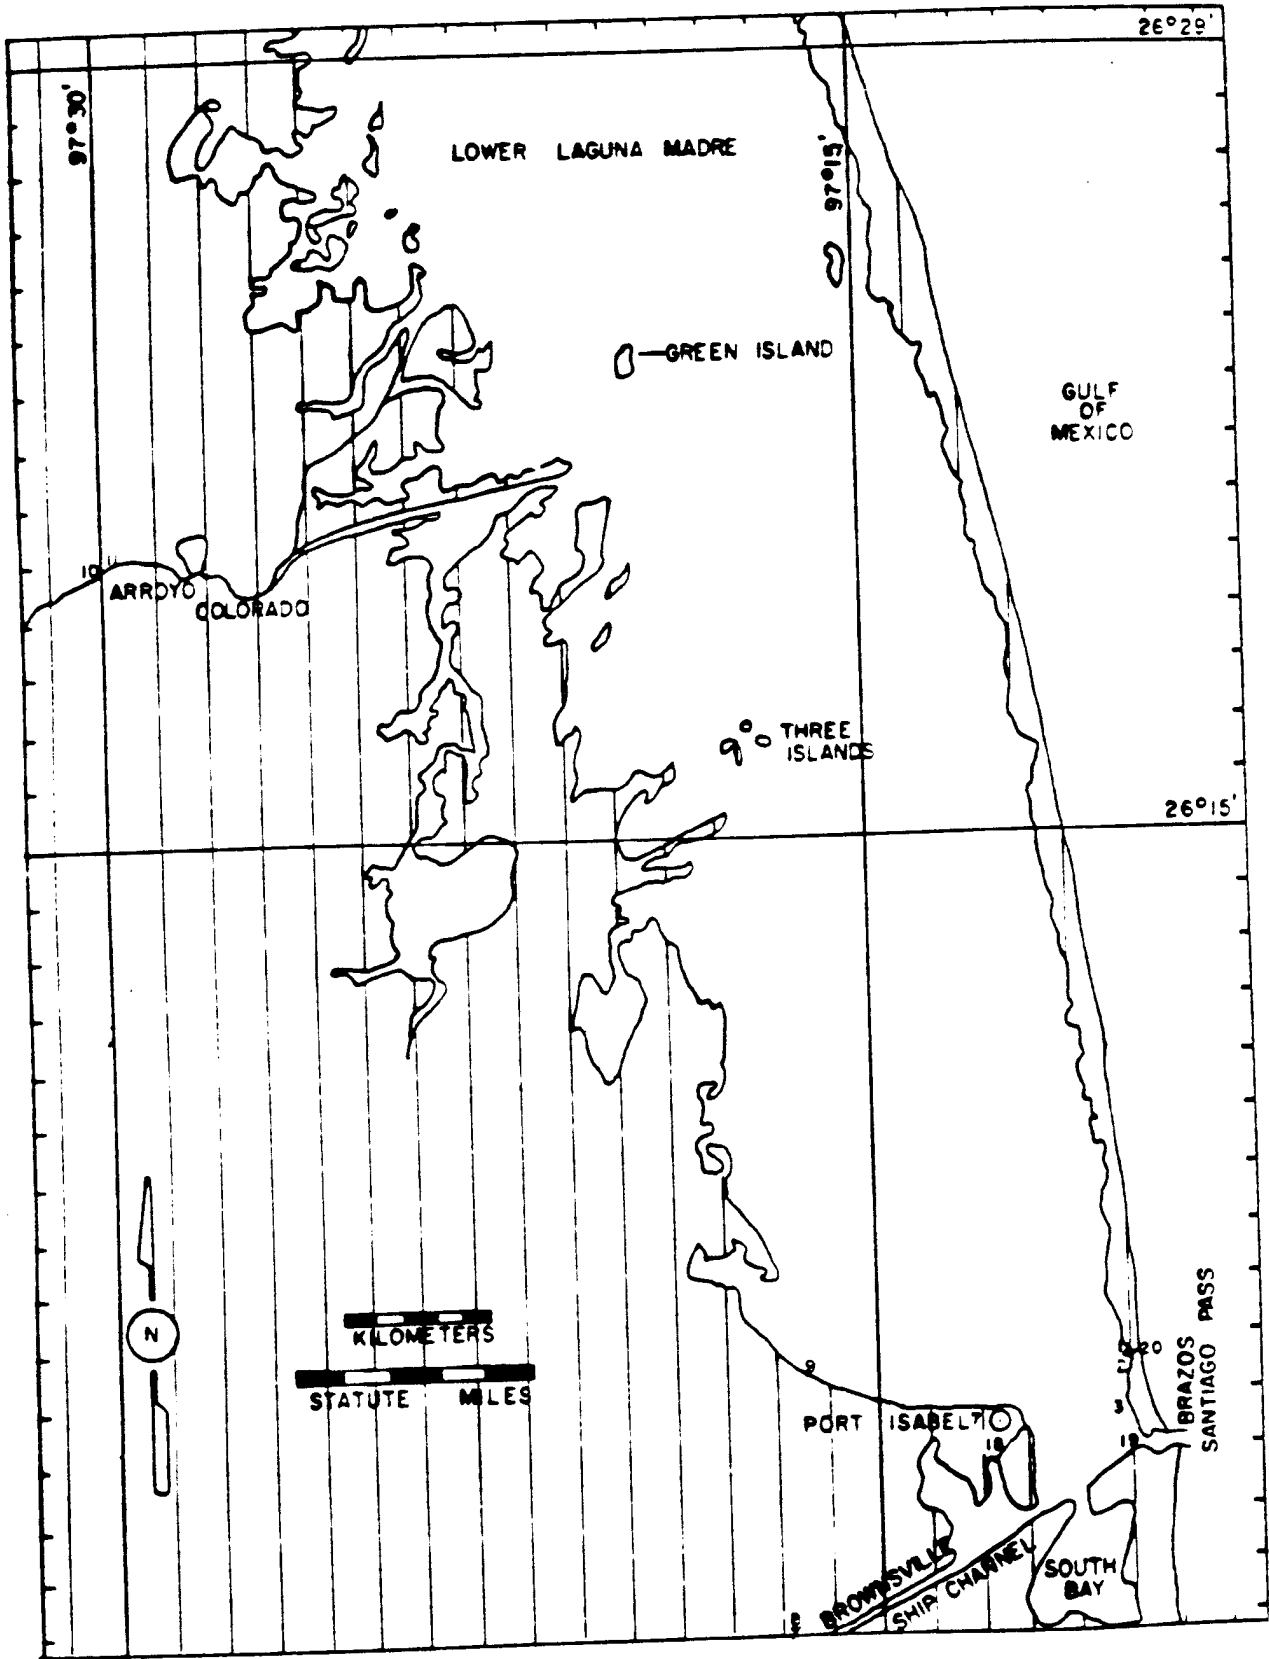 26°29'
97°30'
LOWER LAGUNA MADRE
97°15'
GREEN ISLAND
GULF
OF
MEXICO
10
ARROYO
COLORADO
THREE
ISLANDS
26°15'
N
KILOMETERS
STATUTE MILES
9
20
3
BRAZOS
SANTIAGO PASS
PORT ISABEL
7
18
19
BROWNSVILLE
SHIP CHANNEL
SOUTH
BAY